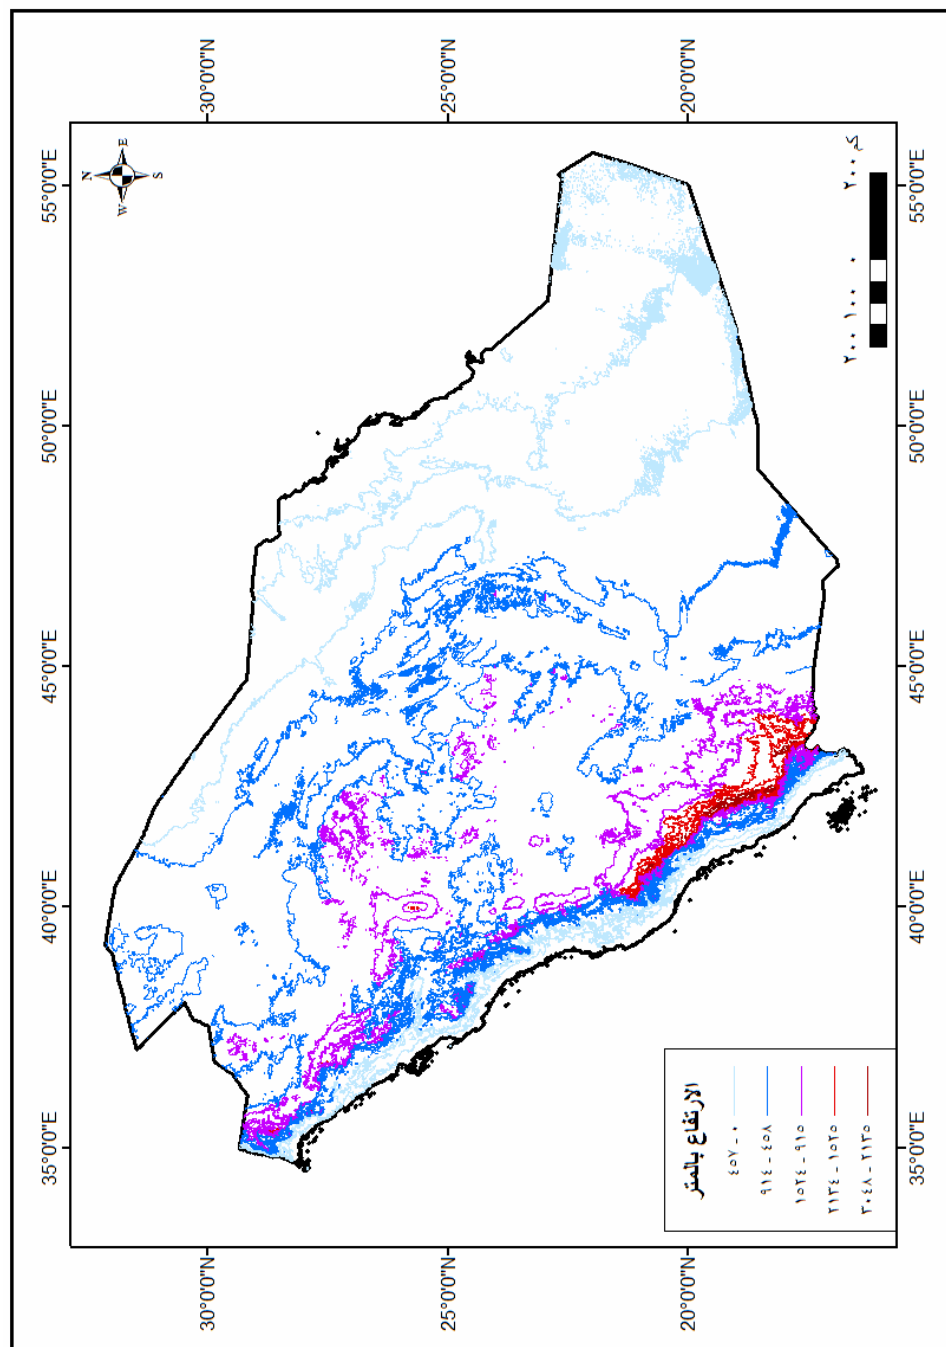 30°0'0"N
25°0'0"N
20°0'0"N
55°0'0"E
50°0'0"E
45°0'0"E
40°0'0"E
35°0'0"E
55°0'0"E
50°0'0"E
45°0'0"E
40°0'0"E
35°0'0"E
N
E
S
W
كم
٢٠٠ ١٠٠ ٠ ٢٠٠
الارتفاع بالمتر
٠ - ٤٥٧
٤٥٨ - ٩١٤
٩١٥ - ١٥٢٤
١٥٢٥ - ٢١٣٤
٢١٣٥ - ٣٠٤٨
30°0'0"N
25°0'0"N
20°0'0"N